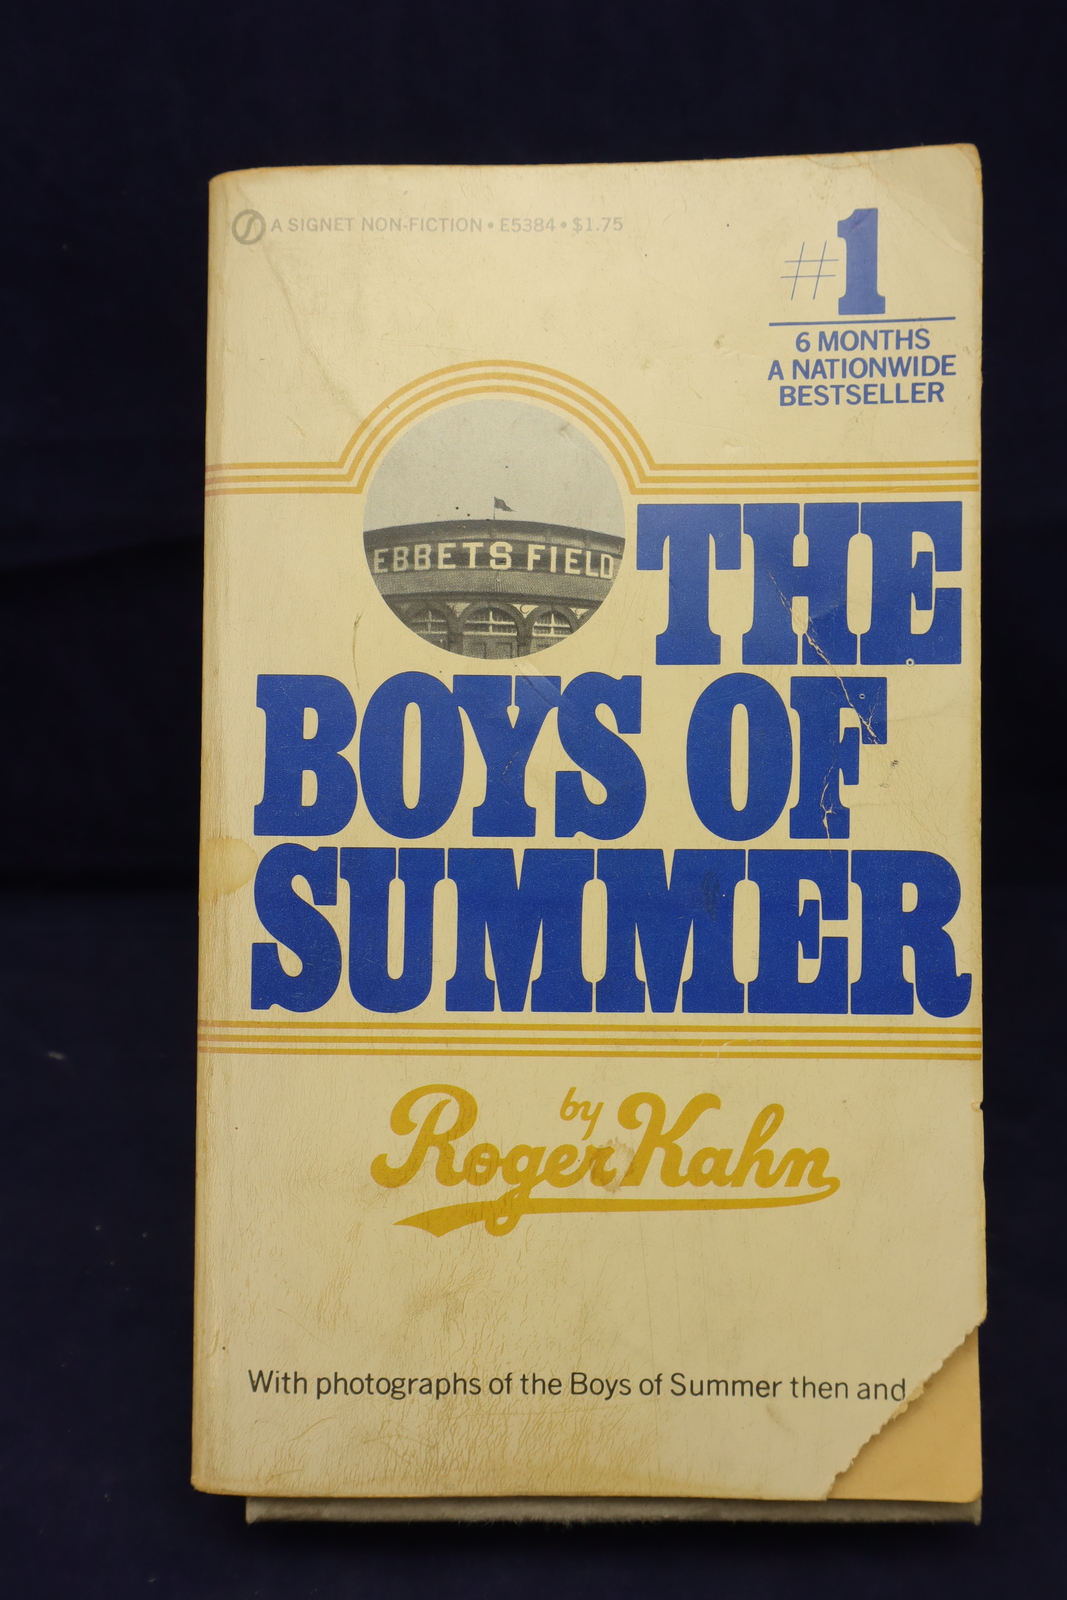 A SIGNET NON-FICTION • E5384 • $1.75
#1
6 MONTHS
A NATIONWIDE
BESTSELLER
EBBETS FIELD
THE
BOYS OF
SUMMER
by
Roger Kahn
With photographs of the Boys of Summer then and